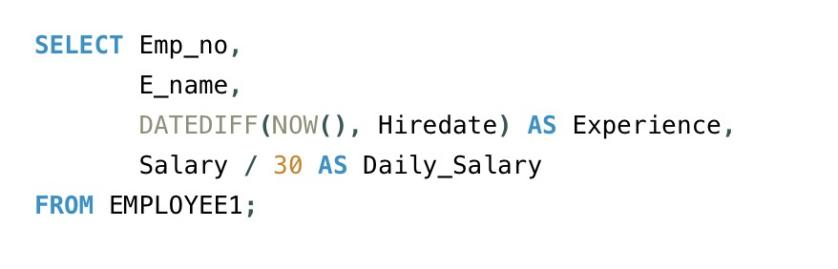 SELECT Emp_no,
E_name,
DATEDIFF(NOW(), Hiredate) AS Experience,
Salary / 30 AS Daily_Salary
FROM EMPLOYEE1;